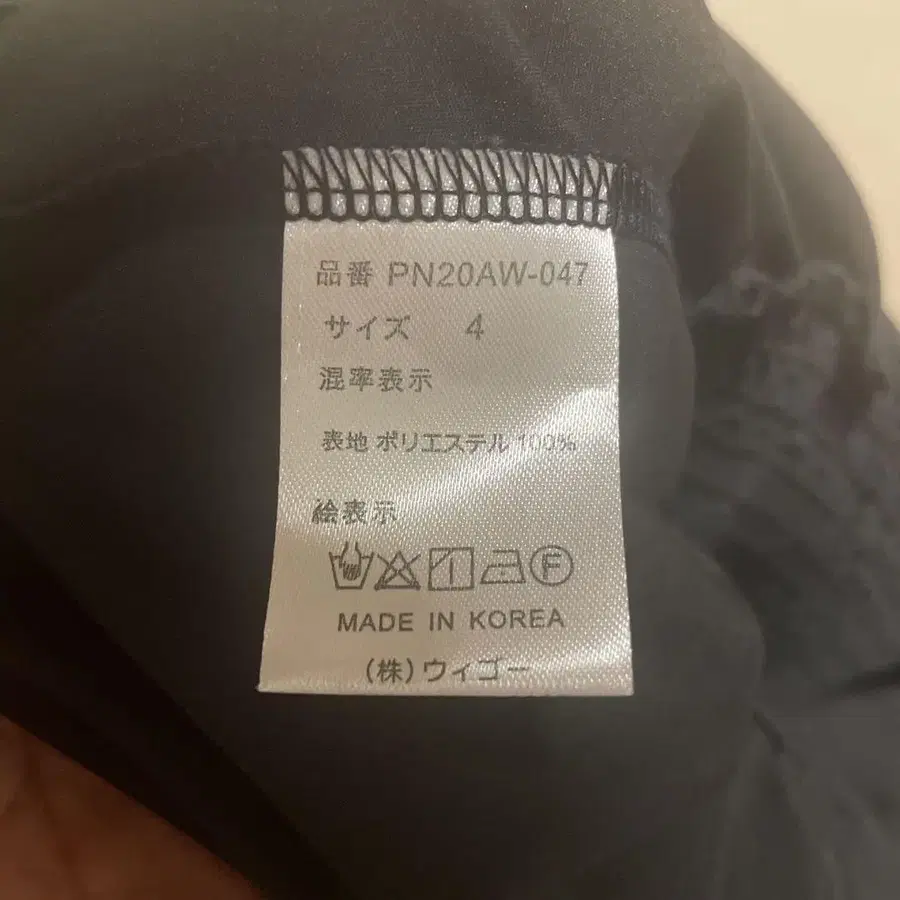 品番 PN20AW-047
サイズ 4
混率表示
表地 ポリエステル 100%
絵表示
F
MADE IN KOREA
(株)ウィゴー